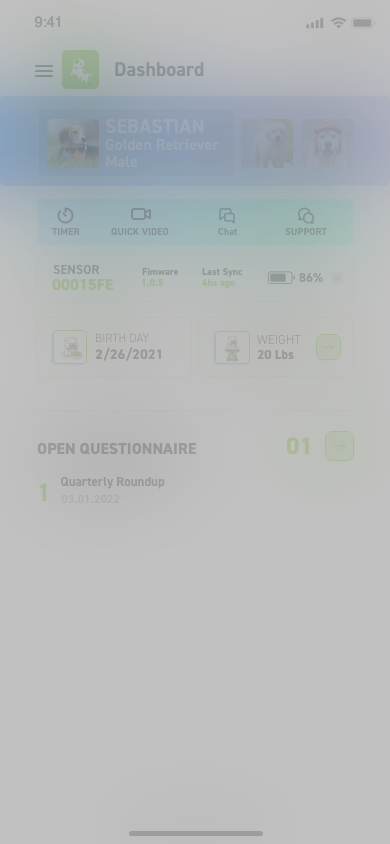 9:41
Dashboard
SEBASTIAN
Golden Retriever
Male
TIMER
QUICK VIDEO
Chat
SUPPORT
SENSOR
00015FE
Fimware
1.0.5
Last Sync
4hs ago
86%
BIRTH DAY
2/26/2021
WEIGHT
20 Lbs
OPEN QUESTIONNAIRE
01
1
Quarterly Roundup
03.01.2022